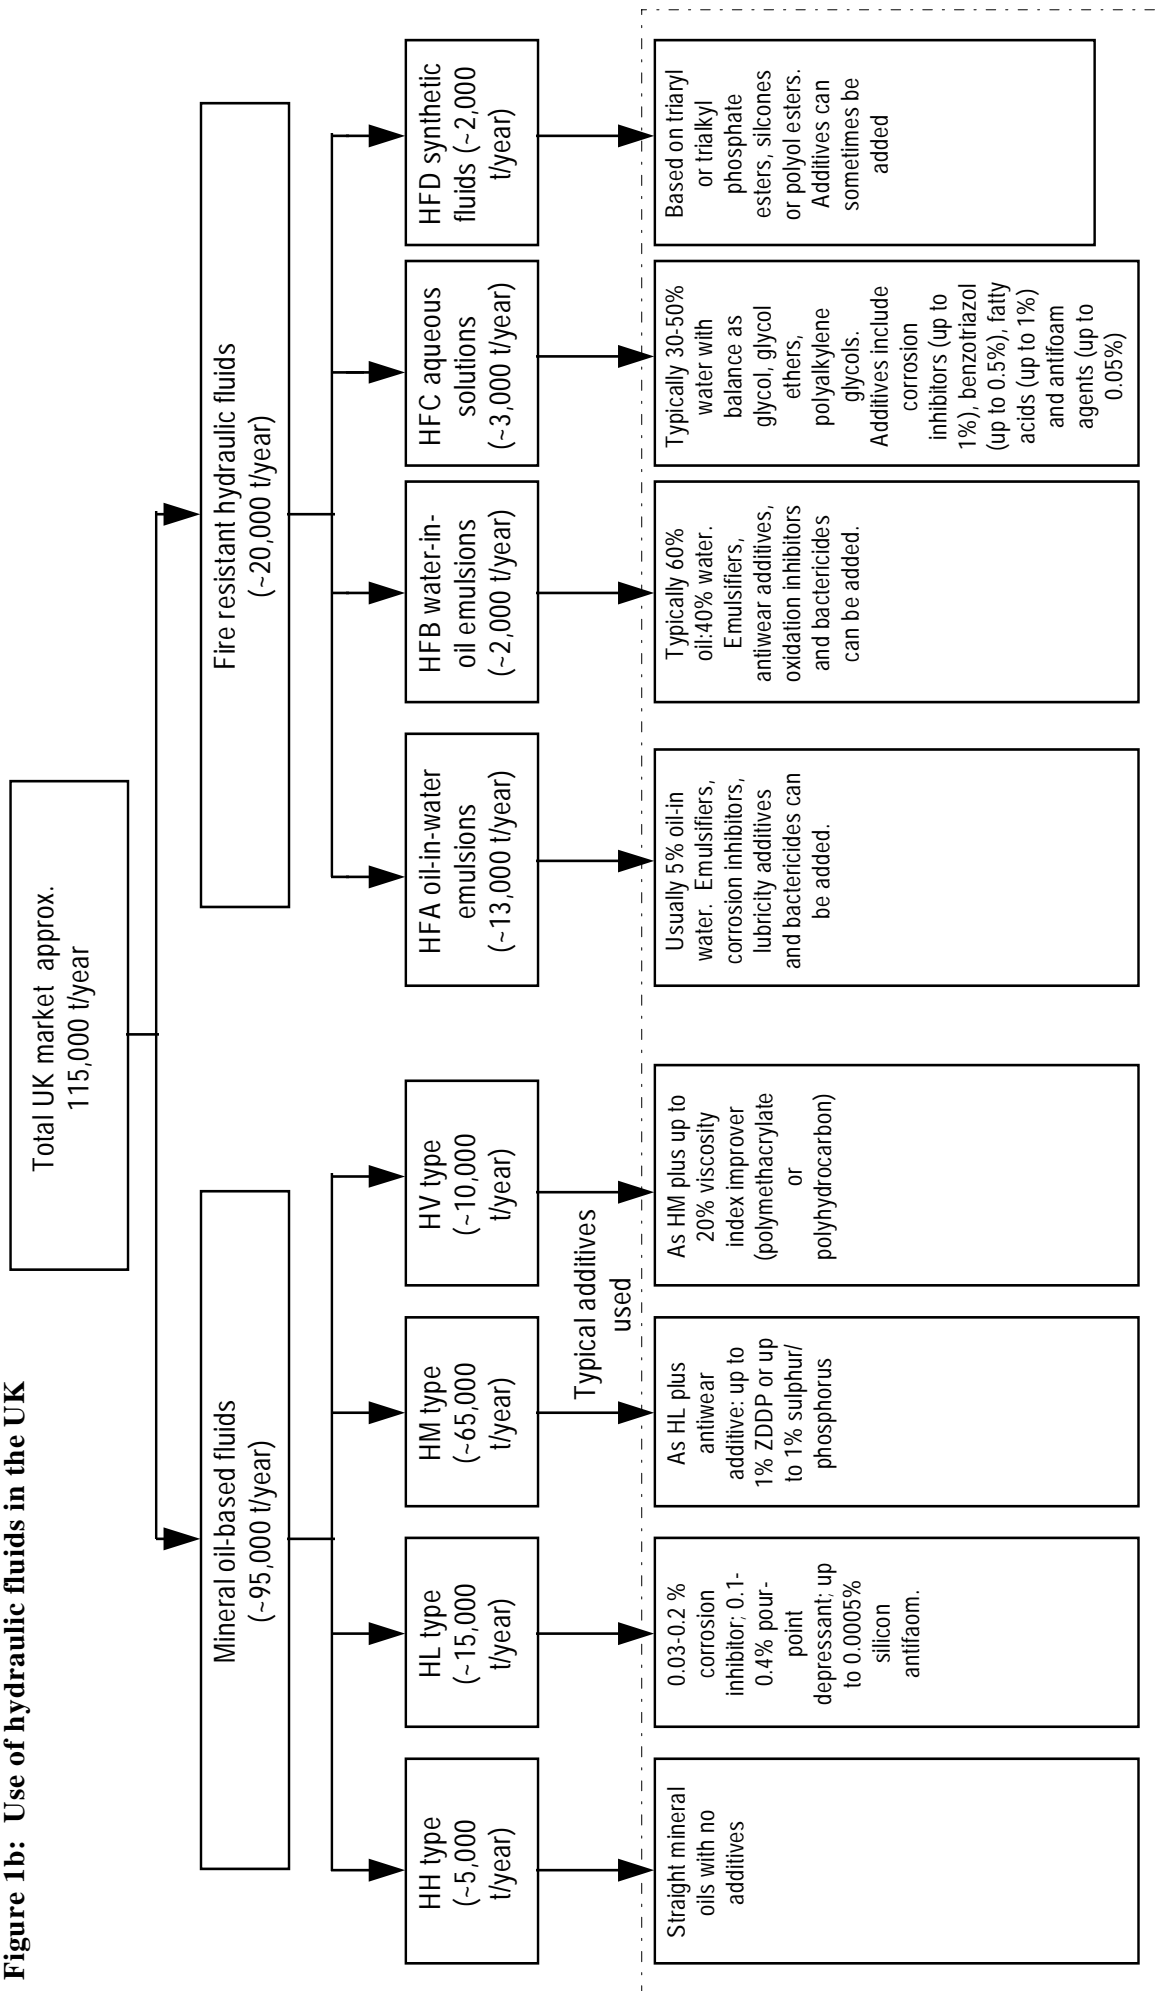 Figure 1b: Use of hydraulic fluids in the UK
Total UK market approx.
115,000 t/year
Mineral oil-based fluids
(~95,000 t/year)
Fire resistant hydraulic fluids
(~20,000 t/year)
HH type
(~5,000
t/year)
HL type
(~15,000
t/year)
HM type
(~65,000
t/year)
HV type
(~10,000
t/year)
HFA oil-in-water
emulsions
(~13,000 t/year)
HFB water-in-
oil emulsions
(~2,000 t/year)
HFC aqueous
solutions
(~3,000 t/year)
HFD synthetic
fluids (~2,000
t/year)
Typical additives
used
Straight mineral
oils with no
additives
0.03-0.2 %
corrosion
inhibitor; 0.1-
0.4% pour-
point
depressant; up
to 0.0005%
silicon
antifaom.
As HL plus
antiwear
additive: up to
1% ZDDP or up
to 1% sulphur/
phosphorus
As HM plus up to
20% viscosity
index improver
(polymethacrylate
or
polyhydrocarbon)
Usually 5% oil-in
water. Emulsifiers,
corrosion inhibitors,
lubricity additives
and bactericides can
be added.
Typically 60%
oil:40% water.
Emulsifiers,
antiwear additives,
oxidation inhibitors
and bactericides
can be added.
Typically 30-50%
water with
balance as
glycol, glycol
ethers,
polyalkylene
glycols.
Additives include
corrosion
inhibitors (up to
1%), benzotriazol
(up to 0.5%), fatty
acids (up to 1%)
and antifoam
agents (up to
0.05%)
Based on triaryl
or trialkyl
phosphate
esters, silcones
or polyol esters.
Additives can
sometimes be
added